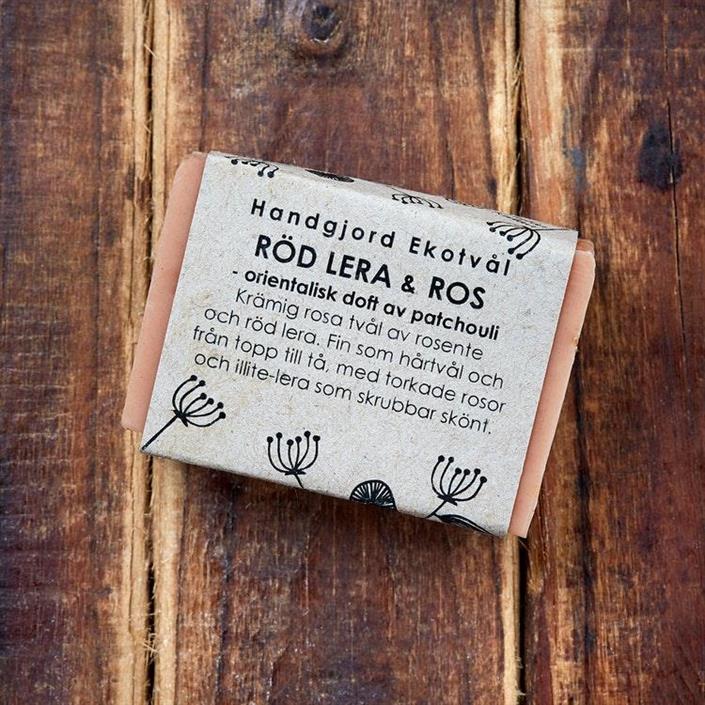 Handgjord Ekotvål
RÖD LERA & ROS
- orientalisk doft av patchouli
Krämig rosa tvål av rosente
och röd lera. Fin som hårtvål och
från topp till tå, med torkade rosor
och illite-lera som skrubbar skönt.